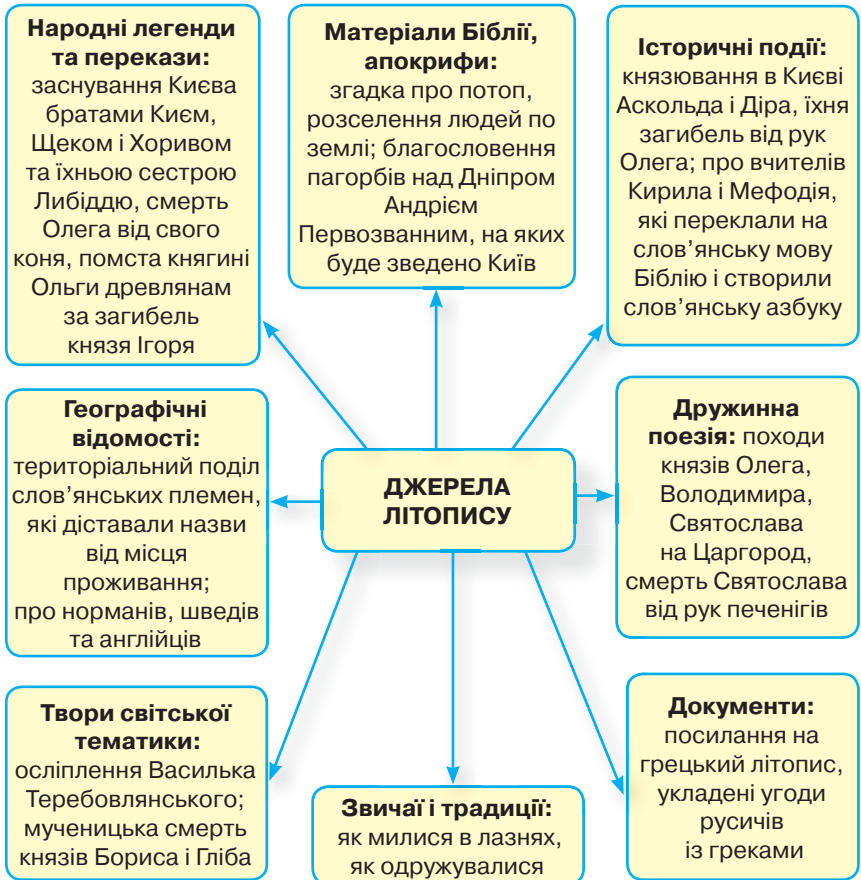 Народні легенди
та перекази:
заснування Києва
братами Києм,
Щеком і Хоривом
та їхньою сестрою
Либіддю, смерть
Олега від свого
коня, помста княгині
Ольги древлянам
за загибель
князя Ігоря
Матеріали Біблії,
апокрифи:
згадка про потоп,
розселення людей по
землі; благословення
пагорбів над Дніпром
Андрієм
Первозванним, на яких
буде зведено Київ
Історичні події:
князювання в Києві
Аскольда і Діра, їхня
загибель від рук
Олега; про вчителів
Кирила і Мефодія,
які переклали на
слов’янську мову
Біблію і створили
слов’янську азбуку
Географічні
відомості:
територіальний поділ
слов’янських племен,
які діставали назви
від місця
проживання;
про норманів, шведів
та англійців
ДЖЕРЕЛА
ЛІТОПИСУ
Дружинна
поезія: походи
князів Олега,
Володимира,
Святослава
на Царгород,
смерть Святослава
від рук печенігів
Твори світської
тематики:
осліплення Василька
Теребовлянського;
мученицька смерть
князів Бориса і Гліба
Звичаї і традиції:
як милися в лазнях,
як одружувалися
Документи:
посилання на
грецький літопис,
укладені угоди
русичів
із греками